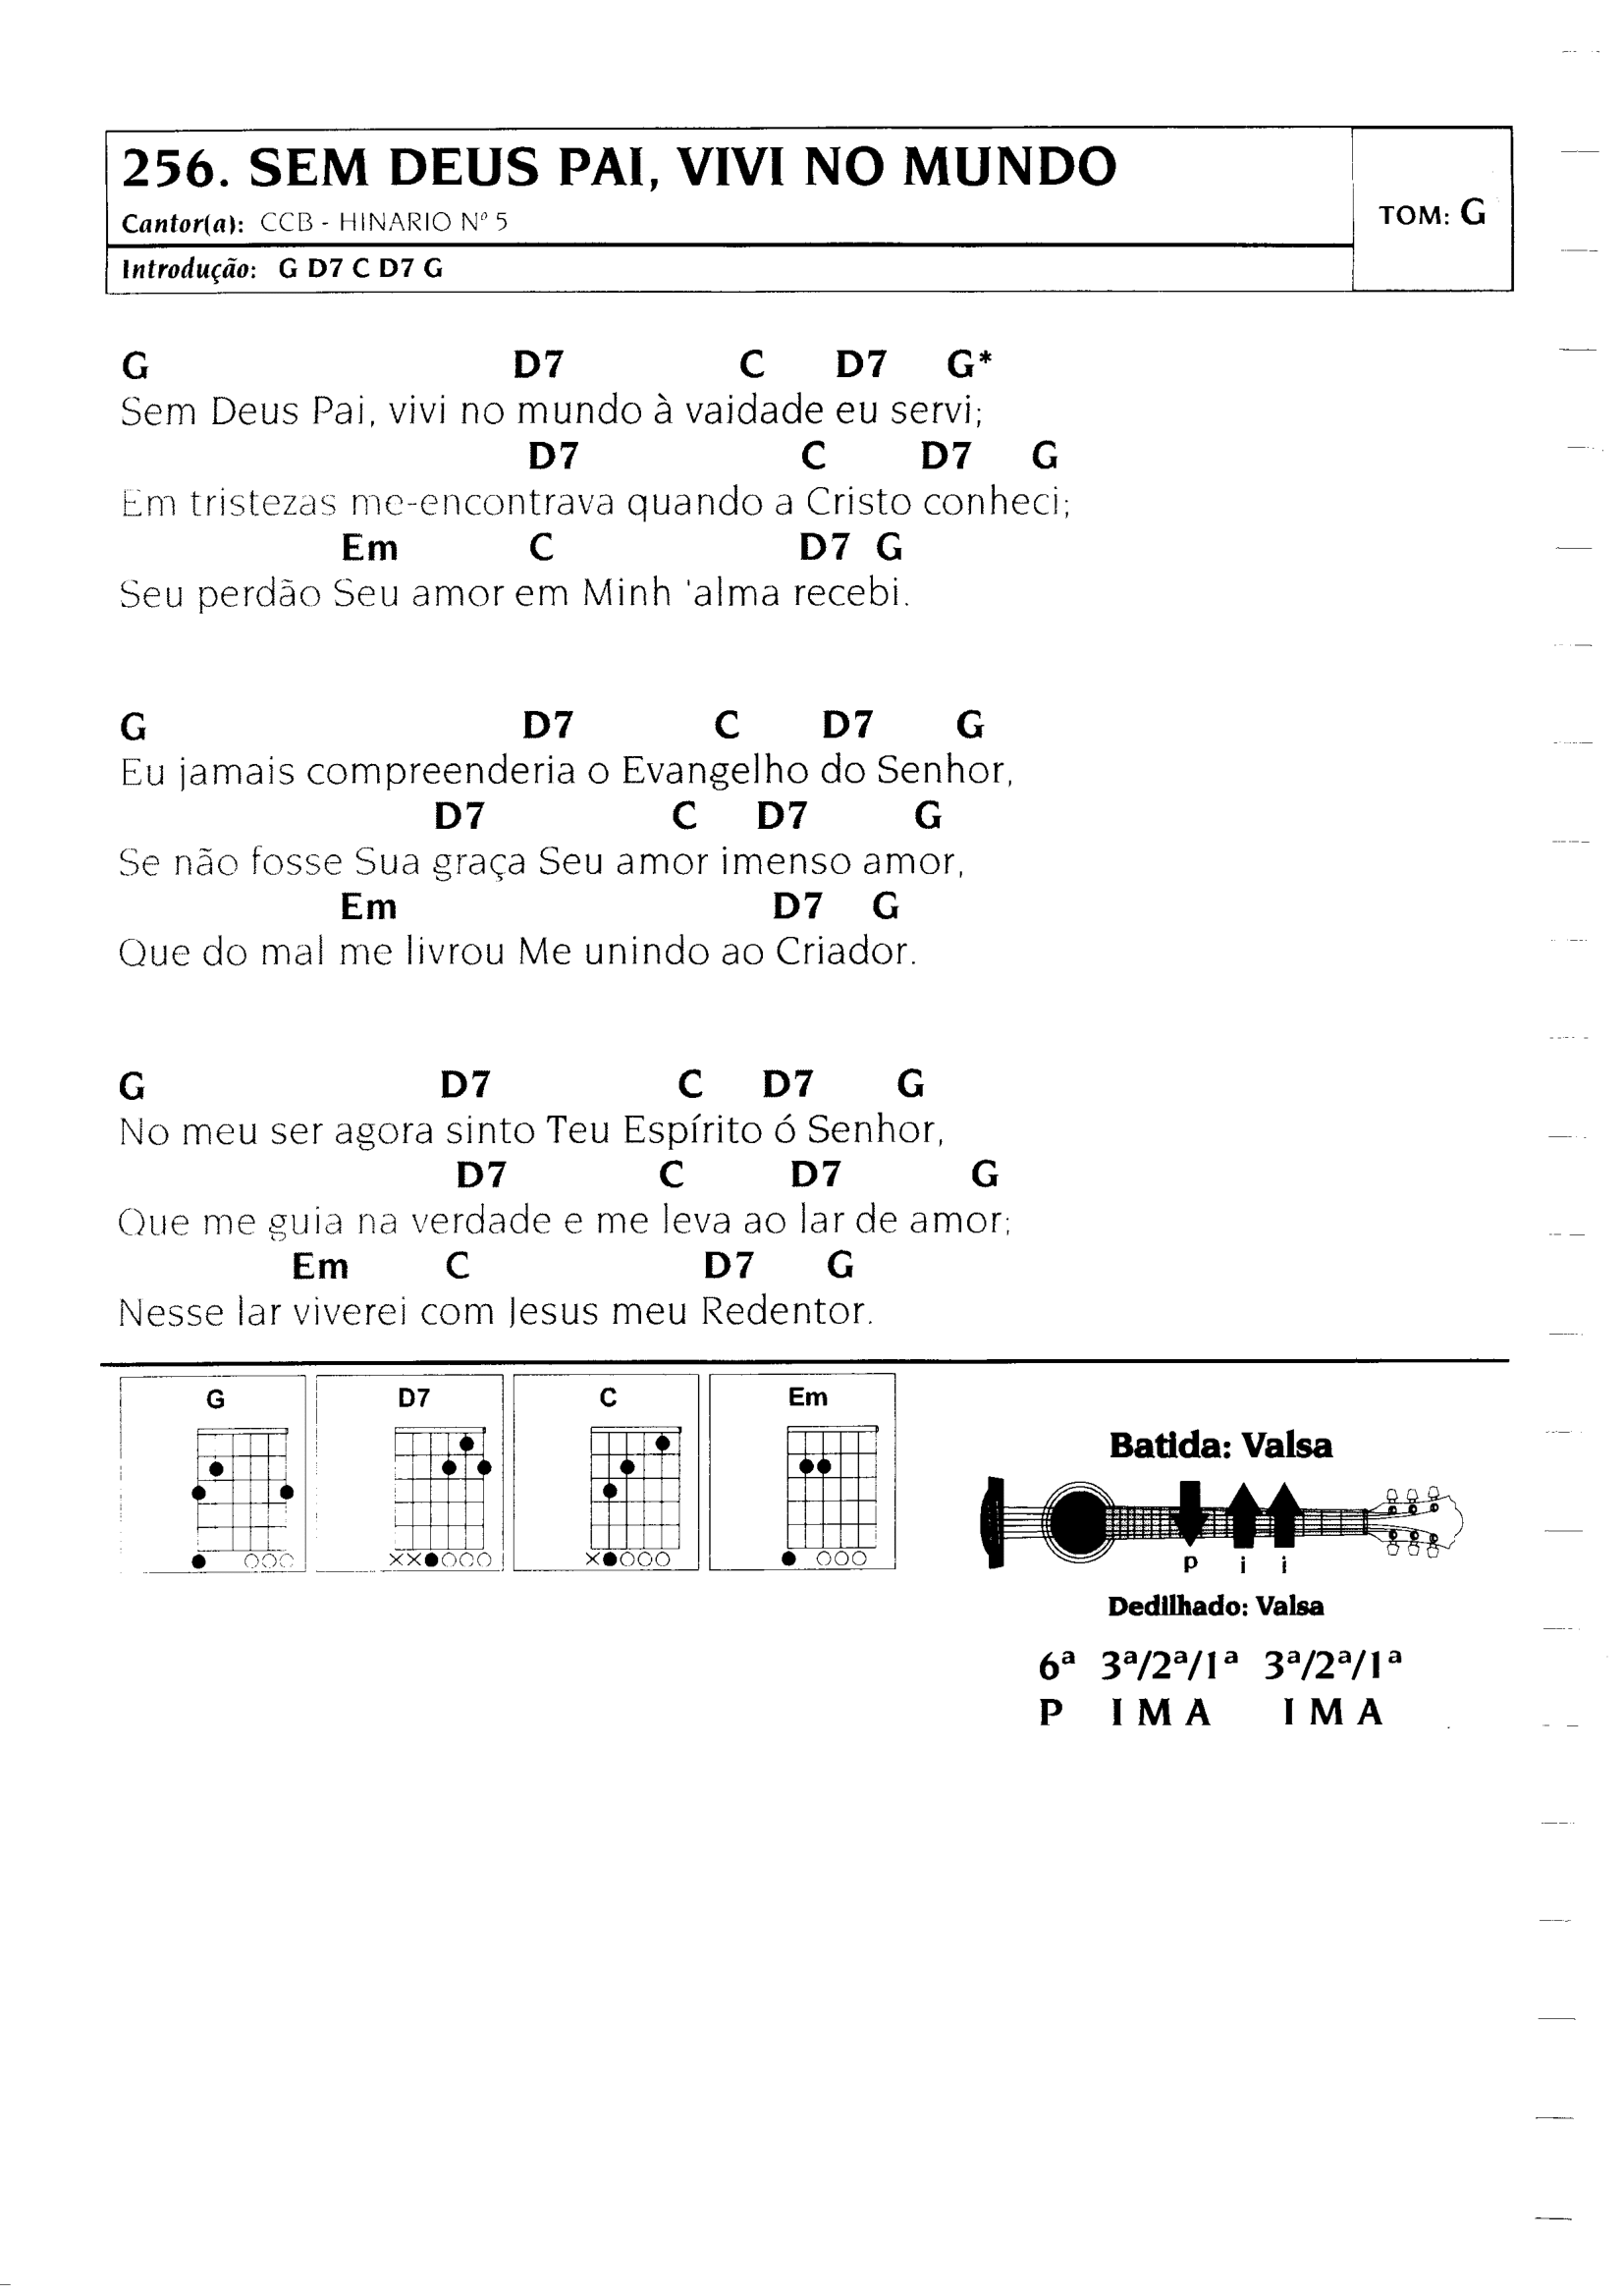 256. SEM DEUS PAI, VIVI NO MUNDO
Cantor(a): CCB - HINARIO Nº 5
TOM: G
Introdução: G D7 C D7 G
G D7 C D7 G*
Sem Deus Pai, vivi no mundo à vaidade eu servi;
D7 C D7 G
Em tristezas me-encontrava quando a Cristo conheci;
Em C D7 G
Seu perdão Seu amor em Minh 'alma recebi.
G D7 C D7 G
Eu jamais compreenderia o Evangelho do Senhor,
D7 C D7 G
Se não fosse Sua graça Seu amor imenso amor,
Em D7 G
Que do mal me livrou Me unindo ao Criador.
G D7 C D7 G
No meu ser agora sinto Teu Espírito ó Senhor,
D7 C D7 G
Que me guia na verdade e me leva ao lar de amor;
Em C D7 G
Nesse lar viverei com Jesus meu Redentor.
G D7 C Em
Batida: Valsa
p i i
Dedilhado: Valsa
6ª 3ª/2ª/1ª 3ª/2ª/1ª
P I M A I M A